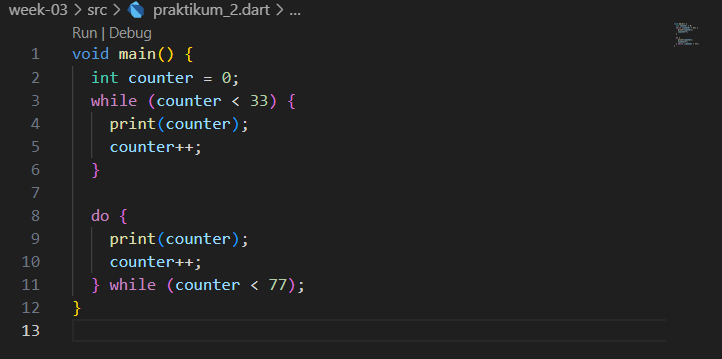 week-03 > src > praktikum_2.dart > ...
Run | Debug
1 void main() {
2   int counter = 0;
3   while (counter < 33) {
4     print(counter);
5     counter++;
6   }
7
8   do {
9     print(counter);
10     counter++;
11   } while (counter < 77);
12 }
13